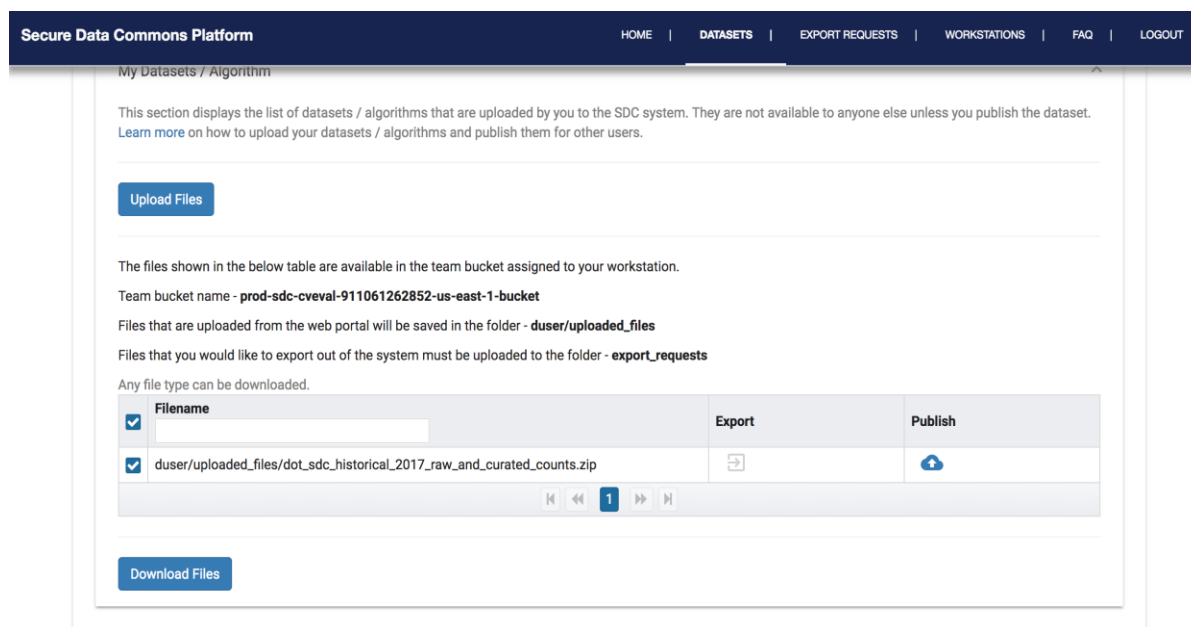 Secure Data Commons Platform HOME | DATASETS | EXPORT REQUESTS | WORKSTATIONS | FAQ | LOGOUT
My Datasets / Algorithm
This section displays the list of datasets / algorithms that are uploaded by you to the SDC system. They are not available to anyone else unless you publish the dataset.
Learn more on how to upload your datasets / algorithms and publish them for other users.
Upload Files
The files shown in the below table are available in the team bucket assigned to your workstation.
Team bucket name - prod-sdc-cveval-911061262852-us-east-1-bucket
Files that are uploaded from the web portal will be saved in the folder - duser/uploaded_files
Files that you would like to export out of the system must be uploaded to the folder - export_requests
Any file type can be downloaded.
Filename Export Publish
duser/uploaded_files/dot_sdc_historical_2017_raw_and_curated_counts.zip
1
Download Files